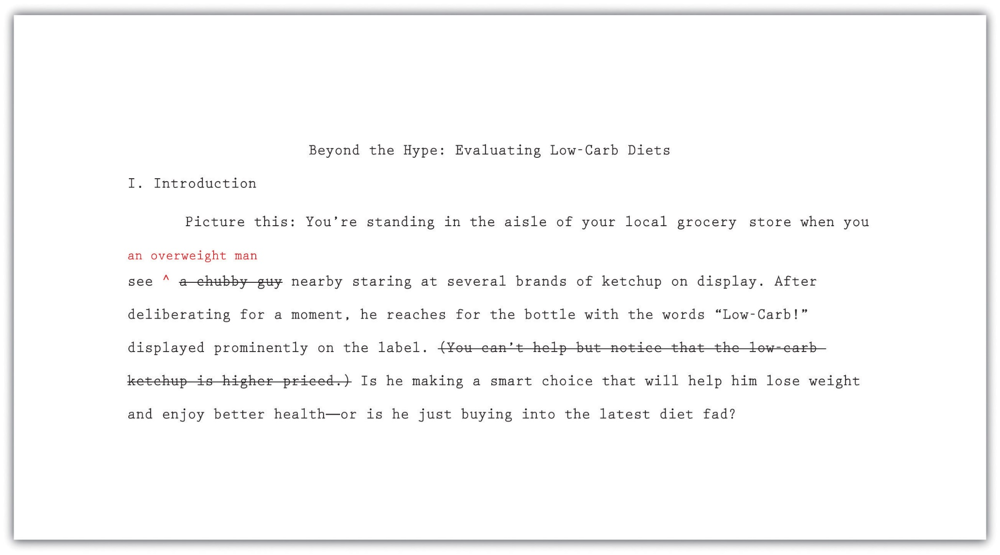 Beyond the Hype: Evaluating Low-Carb Diets
I. Introduction
Picture this: You’re standing in the aisle of your local grocery store when you
an overweight man
see ^ a chubby guy nearby staring at several brands of ketchup on display. After
deliberating for a moment, he reaches for the bottle with the words “Low-Carb!”
displayed prominently on the label. (You can’t help but notice that the low-carb
ketchup is higher priced.) Is he making a smart choice that will help him lose weight
and enjoy better health—or is he just buying into the latest diet fad?